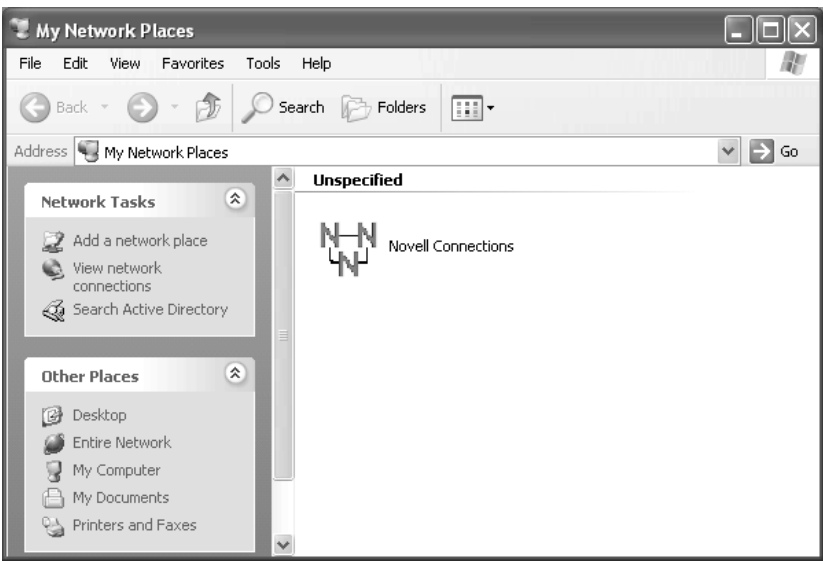 My Network Places
File Edit View Favorites Tools Help
Back Search Folders
Address My Network Places Go
Network Tasks
Add a network place
View network
connections
Search Active Directory
Other Places
Desktop
Entire Network
My Computer
My Documents
Printers and Faxes
Unspecified
N N
N
Novell Connections